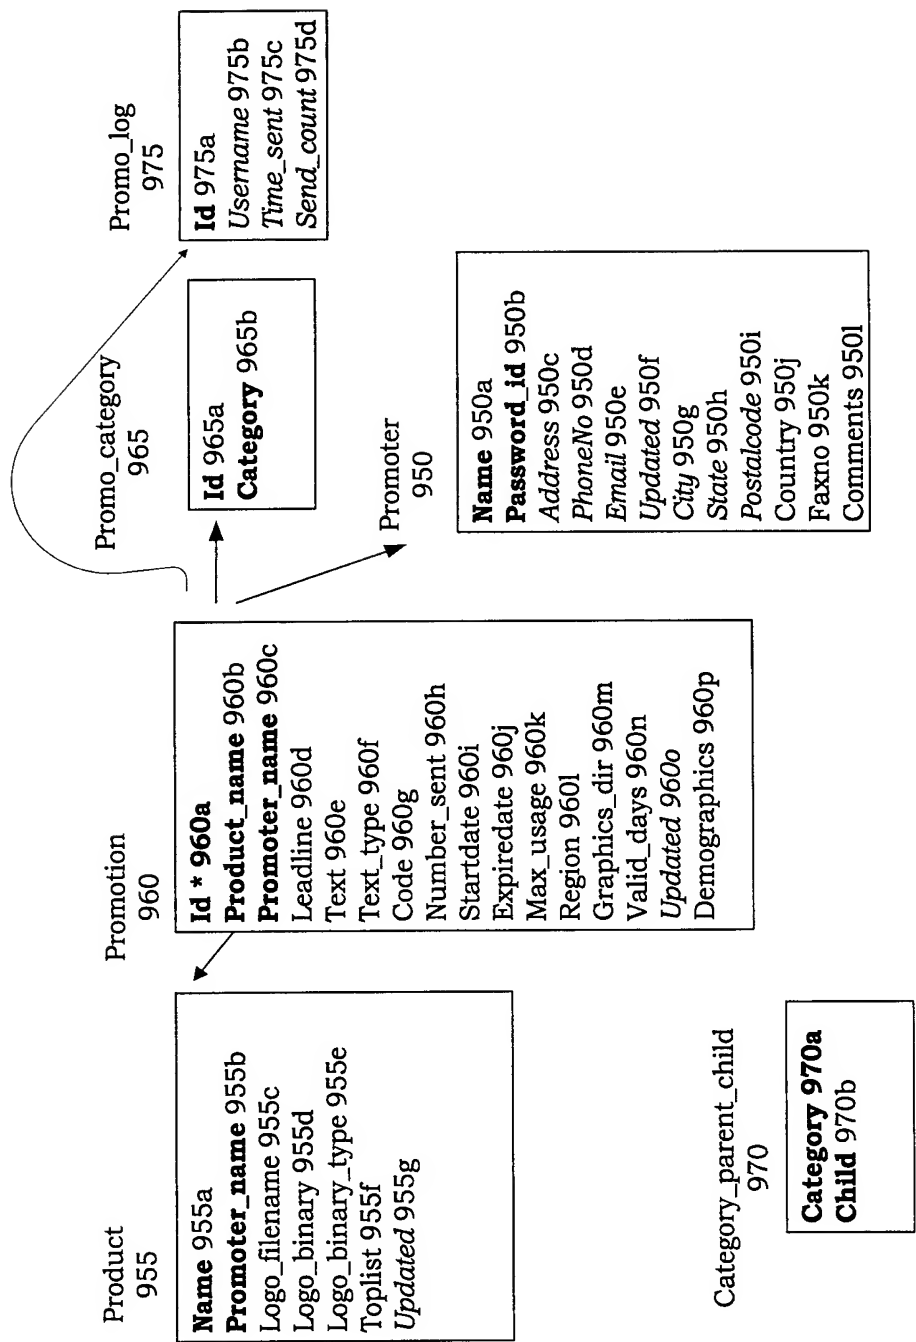 Product
955
Name 955a
Promoter_name 955b
Logo_filename 955c
Logo_binary 955d
Logo_binary_type 955e
Toplist 955f
Updated 955g
Promotion
960
Id * 960a
Product_name 960b
Promoter_name 960c
Leadline 960d
Text 960e
Text_type 960f
Code 960g
Number_sent 960h
Startdate 960i
Expiredate 960j
Max_usage 960k
Region 960l
Graphics_dir 960m
Valid_days 960n
Updated 960o
Demographics 960p
Promo_category
965
Id 965a
Category 965b
Promo_log
975
Id 975a
Username 975b
Time_sent 975c
Send_count 975d
Promoter
950
Name 950a
Password_id 950b
Address 950c
PhoneNo 950d
Email 950e
Updated 950f
City 950g
State 950h
Postalcode 950i
Country 950j
Faxno 950k
Comments 950l
Category_parent_child
970
Category 970a
Child 970b